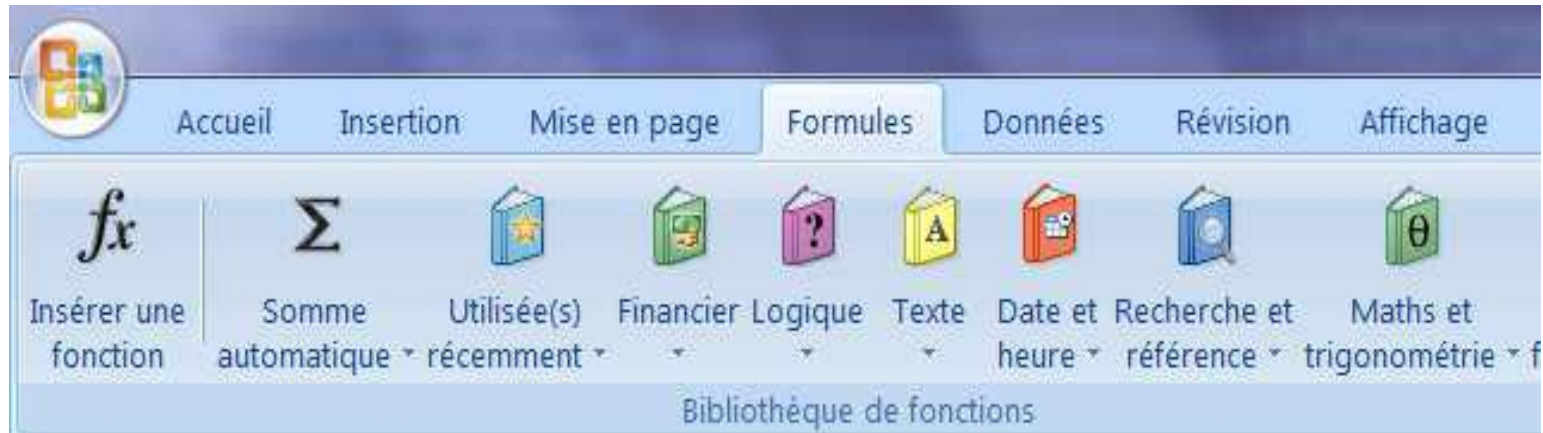 Accueil Insertion Mise en page Formules Données Révision Affichage
fx Σ ? A θ
Insérer une Somme Utilisée(s) Financier Logique Texte Date et Recherche et Maths et
fonction automatique récemment heure référence trigonométrie f
Bibliothèque de fonctions